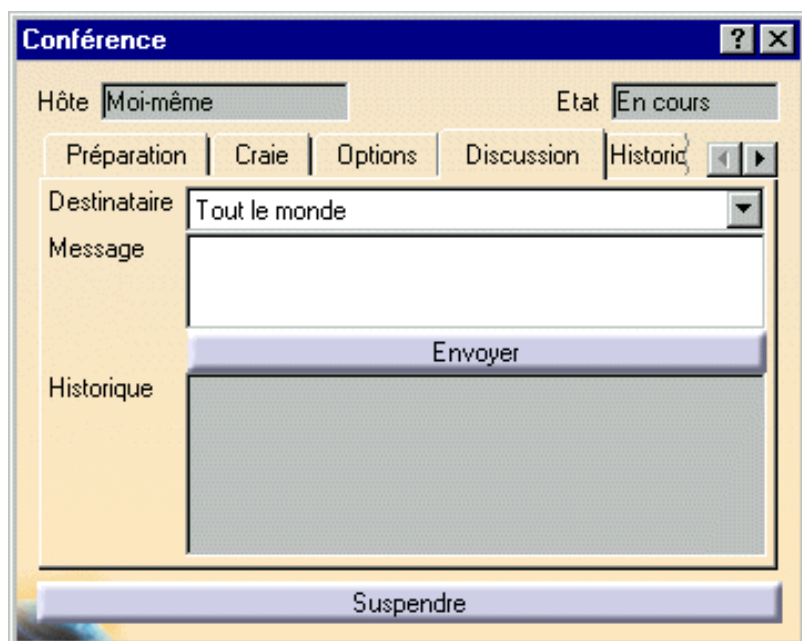 Conférence
Hôte Moi-même Etat En cours
Préparation Craie Options Discussion Historic
Destinataire Tout le monde
Message
Envoyer
Historique
Suspendre